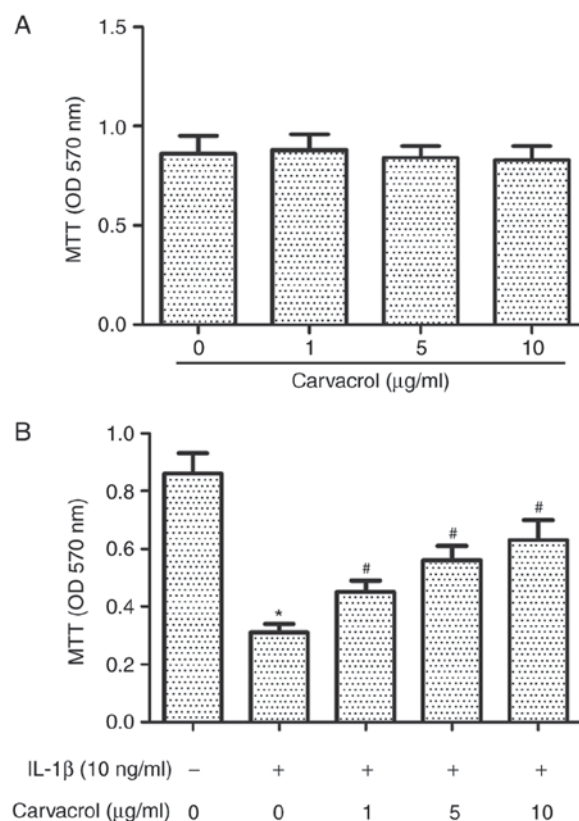 A
MTT (OD 570 nm)
1.5
1.0
0.5
0.0
0 1 5 10
Carvacrol (μg/ml)
B
MTT (OD 570 nm)
1.0
0.8
0.6
0.4
0.2
0.0
* # # #
IL-1β (10 ng/ml) – + + + +
Carvacrol (μg/ml) 0 0 1 5 10